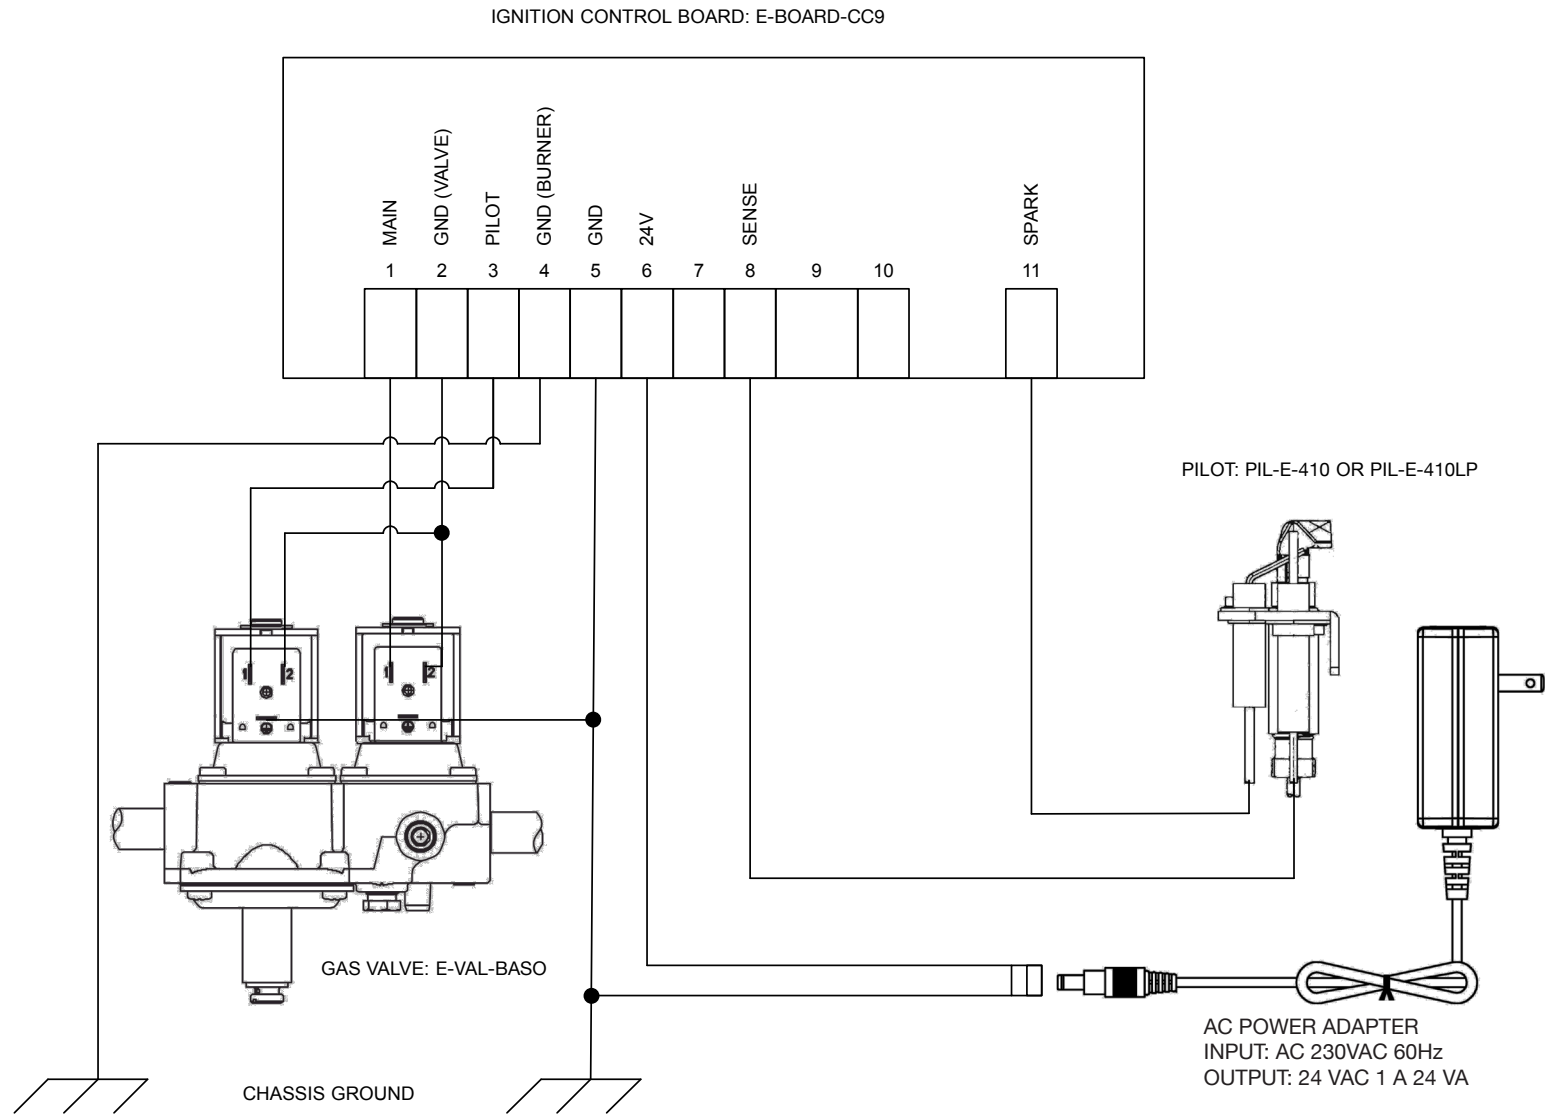 IGNITION CONTROL BOARD: E-BOARD-CC9
MAIN
GND (VALVE)
PILOT
GND (BURNER)
GND
24V
SENSE
SPARK
1 2 3 4 5 6 7 8 9 10 11
PILOT: PIL-E-410 OR PIL-E-410LP
1 2
1 2
GAS VALVE: E-VAL-BASO
AC POWER ADAPTER
INPUT: AC 230VAC 60Hz
OUTPUT: 24 VAC 1 A 24 VA
CHASSIS GROUND